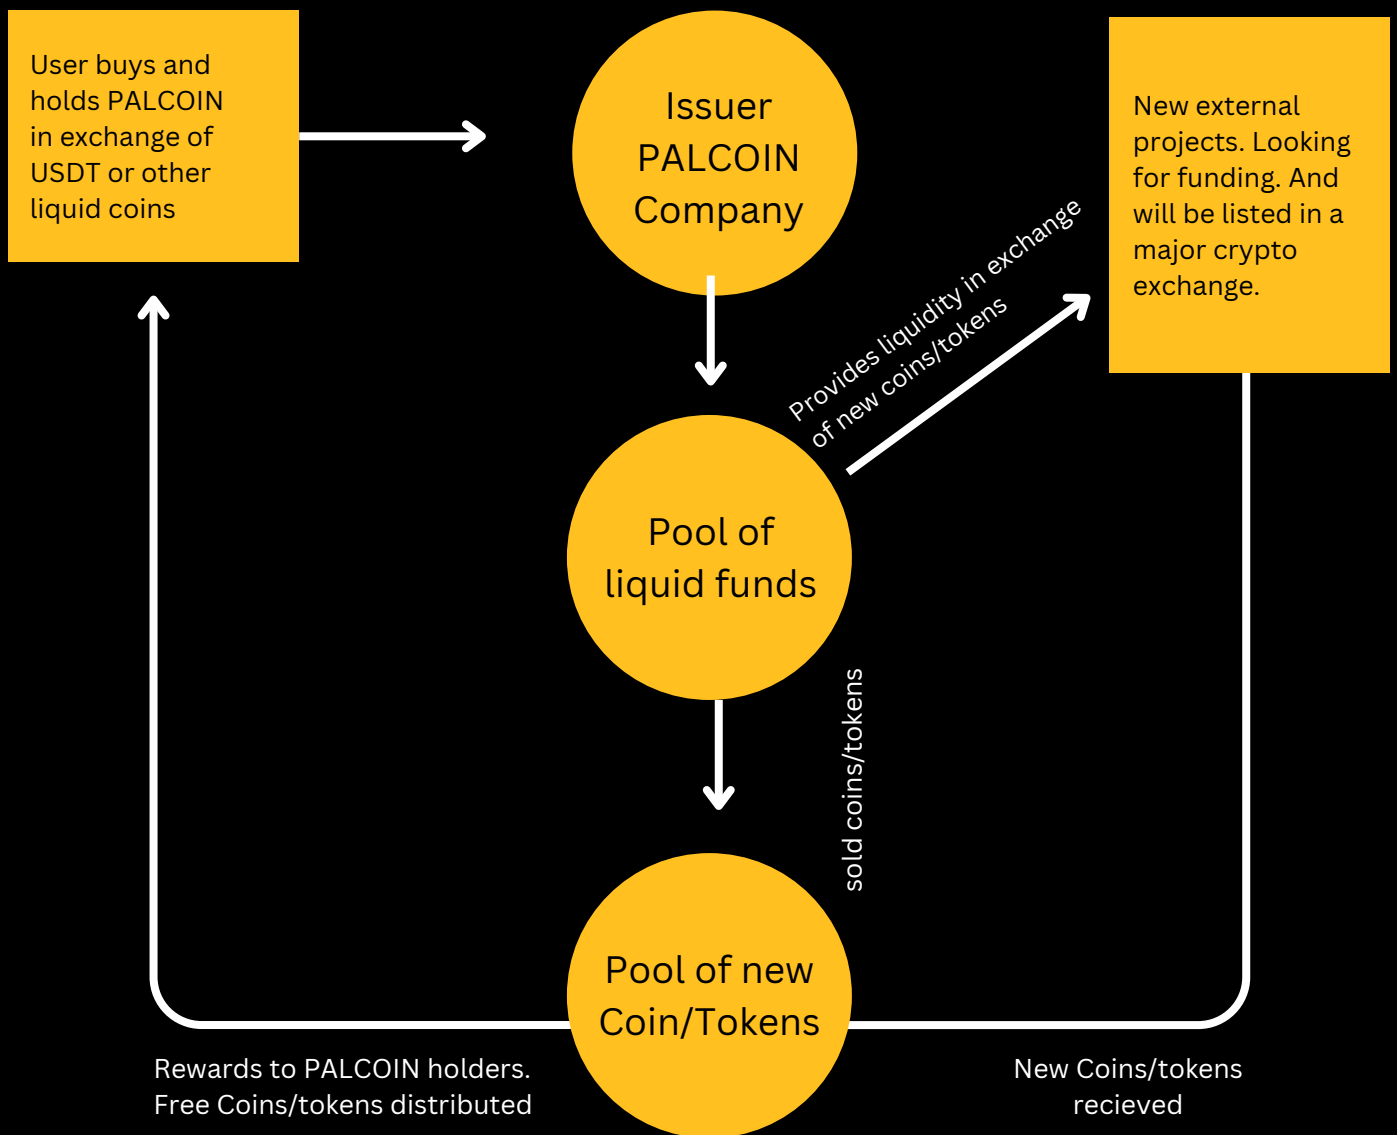 User buys and
holds PALCOIN
in exchange of
USDT or other
liquid coins
Issuer
PALCOIN
Company
New external
projects. Looking
for funding. And
will be listed in a
major crypto
exchange.
Provides liquidity in exchange
of new coins/tokens
Pool of
liquid funds
sold coins/tokens
Pool of new
Coin/Tokens
Rewards to PALCOIN holders.
Free Coins/tokens distributed
New Coins/tokens
recieved